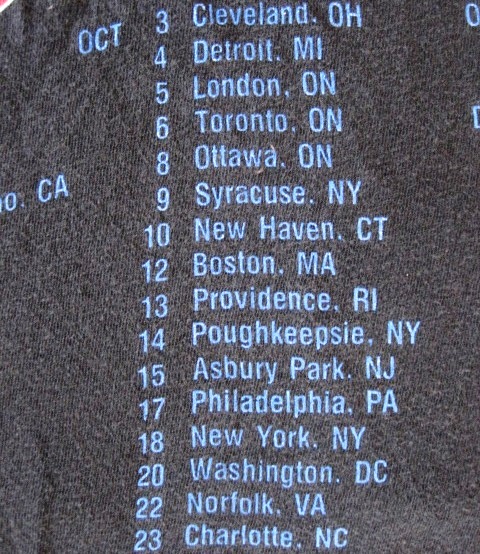 OCT 3 Cleveland. OH
4 Detroit. MI
5 London. ON
6 Toronto. ON
8 Ottawa. ON
CA
9 Syracuse. NY
10 New Haven. CT
12 Boston. MA
13 Providence. RI
14 Poughkeepsie. NY
15 Asbury Park. NJ
17 Philadelphia. PA
18 New York. NY
20 Washington. DC
22 Norfolk. VA
23 Charlotte. NC